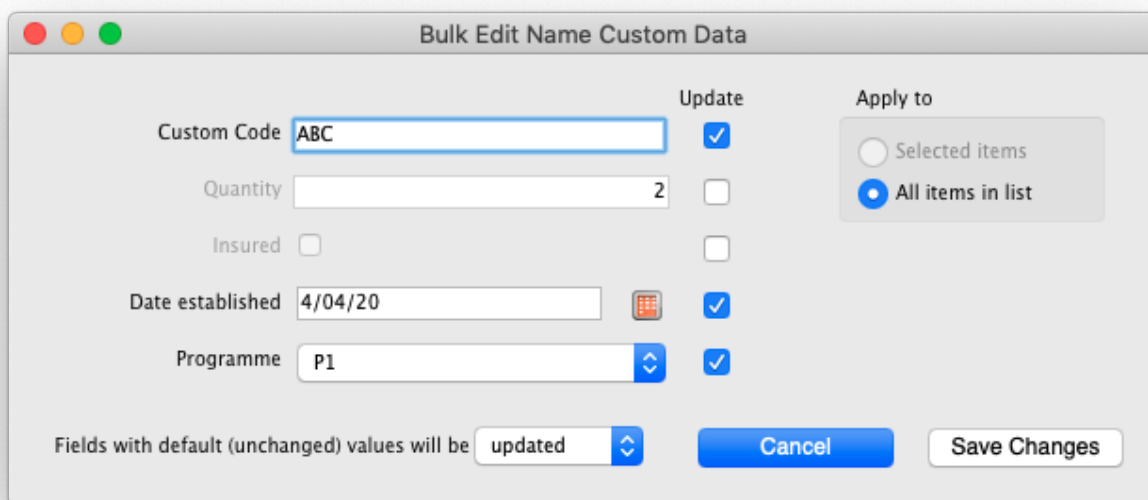 Bulk Edit Name Custom Data
Update
Apply to
Custom Code ABC
Selected items
Quantity 2
All items in list
Insured
Date established 4/04/20
Programme P1
Fields with default (unchanged) values will be updated
Cancel
Save Changes